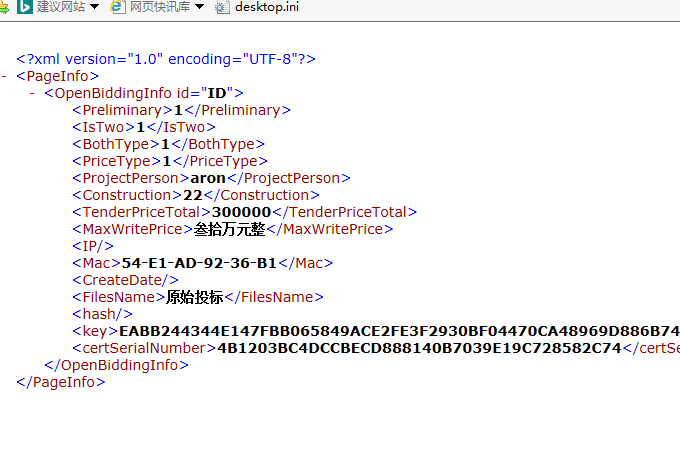 建议网站 网页快讯库 desktop.ini
<?xml version="1.0" encoding="UTF-8"?>
- <PageInfo>
- <OpenBiddingInfo id="ID">
<Preliminary>1</Preliminary>
<IsTwo>1</IsTwo>
<BothType>1</BothType>
<PriceType>1</PriceType>
<ProjectPerson>aron</ProjectPerson>
<Construction>22</Construction>
<TenderPriceTotal>300000</TenderPriceTotal>
<MaxWritePrice>叁拾万元整</MaxWritePrice>
<IP/>
<Mac>54-E1-AD-92-36-B1</Mac>
<CreateDate/>
<FilesName>原始投标</FilesName>
<hash/>
<key>EABB244344E147FBB065849ACE2FE3F2930BF04470CA48969D886B74
<certSerialNumber>4B1203BC4DCCBECD888140B7039E19C728582C74</certSe
</OpenBiddingInfo>
</PageInfo>